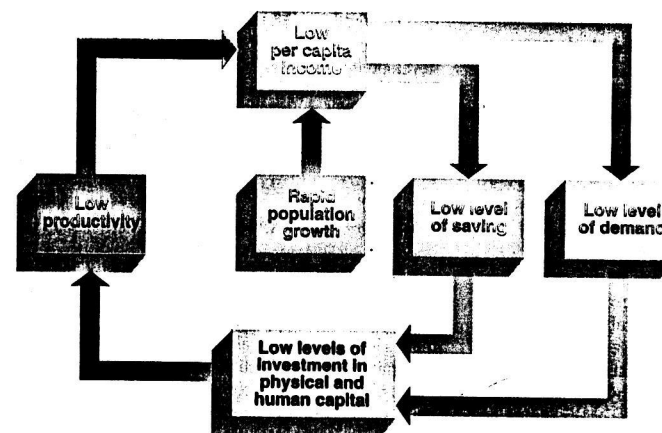 Low
per capita
income
Low
productivity
Rapid
population
growth
Low level
of saving
Low level
of demand
Low levels of
investment in
physical and
human capital